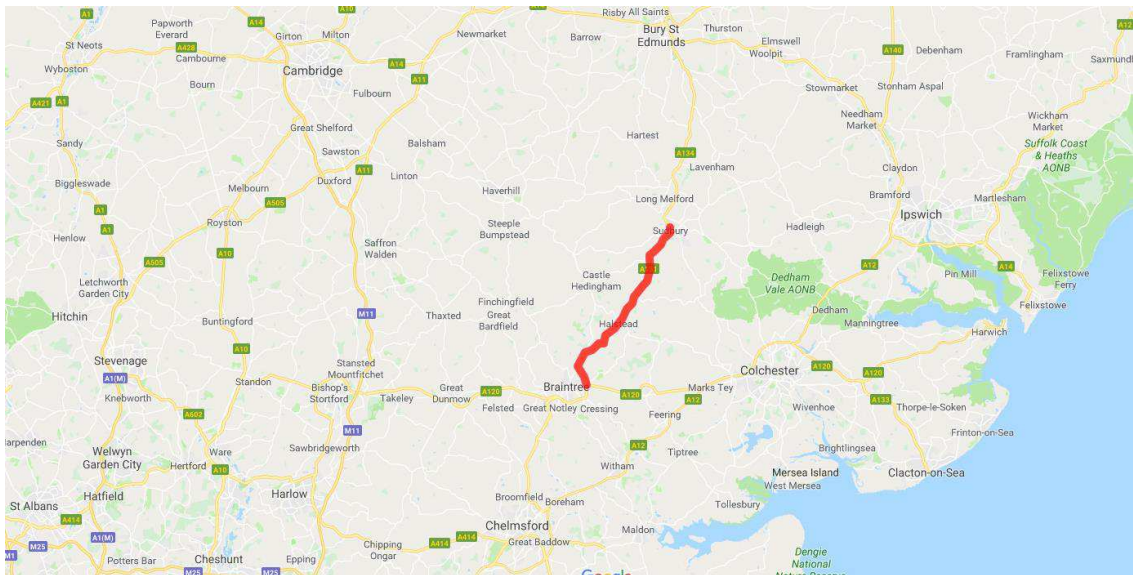 A1
Papworth
Everard
A14
Girton
Milton
A10
Newmarket
Barrow
Risby
All Saints
Bury St
Edmunds
Thurston
Elmswell
Woolpit
A140
Debenham
Framlingham
A12
Saxmundh
St Neots
A428
Cambourne
Cambridge
A14
A11
Wyboston
Bourn
Fulbourn
Stowmarket
Stonham Aspal
A421
A1
Great Shelford
Hartest
Needham
Market
Wickham
Market
Sandy
Sawston
Balsham
A134
Lavenham
Suffolk Coast
& Heaths
AONB
Biggleswade
Melbourn
Duxford
A11
Linton
Haverhill
Long Melford
Claydon
Bramford
Martlesham
A505
A1
Royston
Steeple
Bumpstead
Sudbury
Hadleigh
Ipswich
Henlow
A1
A10
Saffron
Walden
A12
A14
A505
Letchworth
Garden City
Castle
Hedingham
Dedham
Vale AONB
Pin Mill
Felixstowe
Ferry
Felixstowe
Hitchin
Buntingford
M11
Thaxted
Finchingfield
Great
Bardfield
Halstead
Dedham
Manningtree
Harwich
Stevenage
A10
Stansted
Mountfitchet
Colchester
A120
A120
A1(M)
Standon
Bishop's
Stortford
Takeley
Great
Dunmow
A120
Braintree
A120
Marks Tey
A12
A133
Knebworth
A602
Felsted
Great Notley
Cressing
Feering
Wivenhoe
Thorpe-le-Soken
Harpenden
Ware
M11
Sawbridgeworth
A12
Tiptree
Brightlingsea
Frinton-on-Sea
Welwyn
Garden City
Hertford
A10
Witham
Mersea Island
West Mersea
Clacton-on-Sea
Hatfield
Harlow
Broomfield
Boreham
Tollesbury
St Albans
A414
Chelmsford
Maldon
A1(M)
Chipping
Ongar
A414
Great Baddow
M1
M25
Potters Bar
Cheshunt
M25
Epping
Google
Dengie
National
Nature Reserve